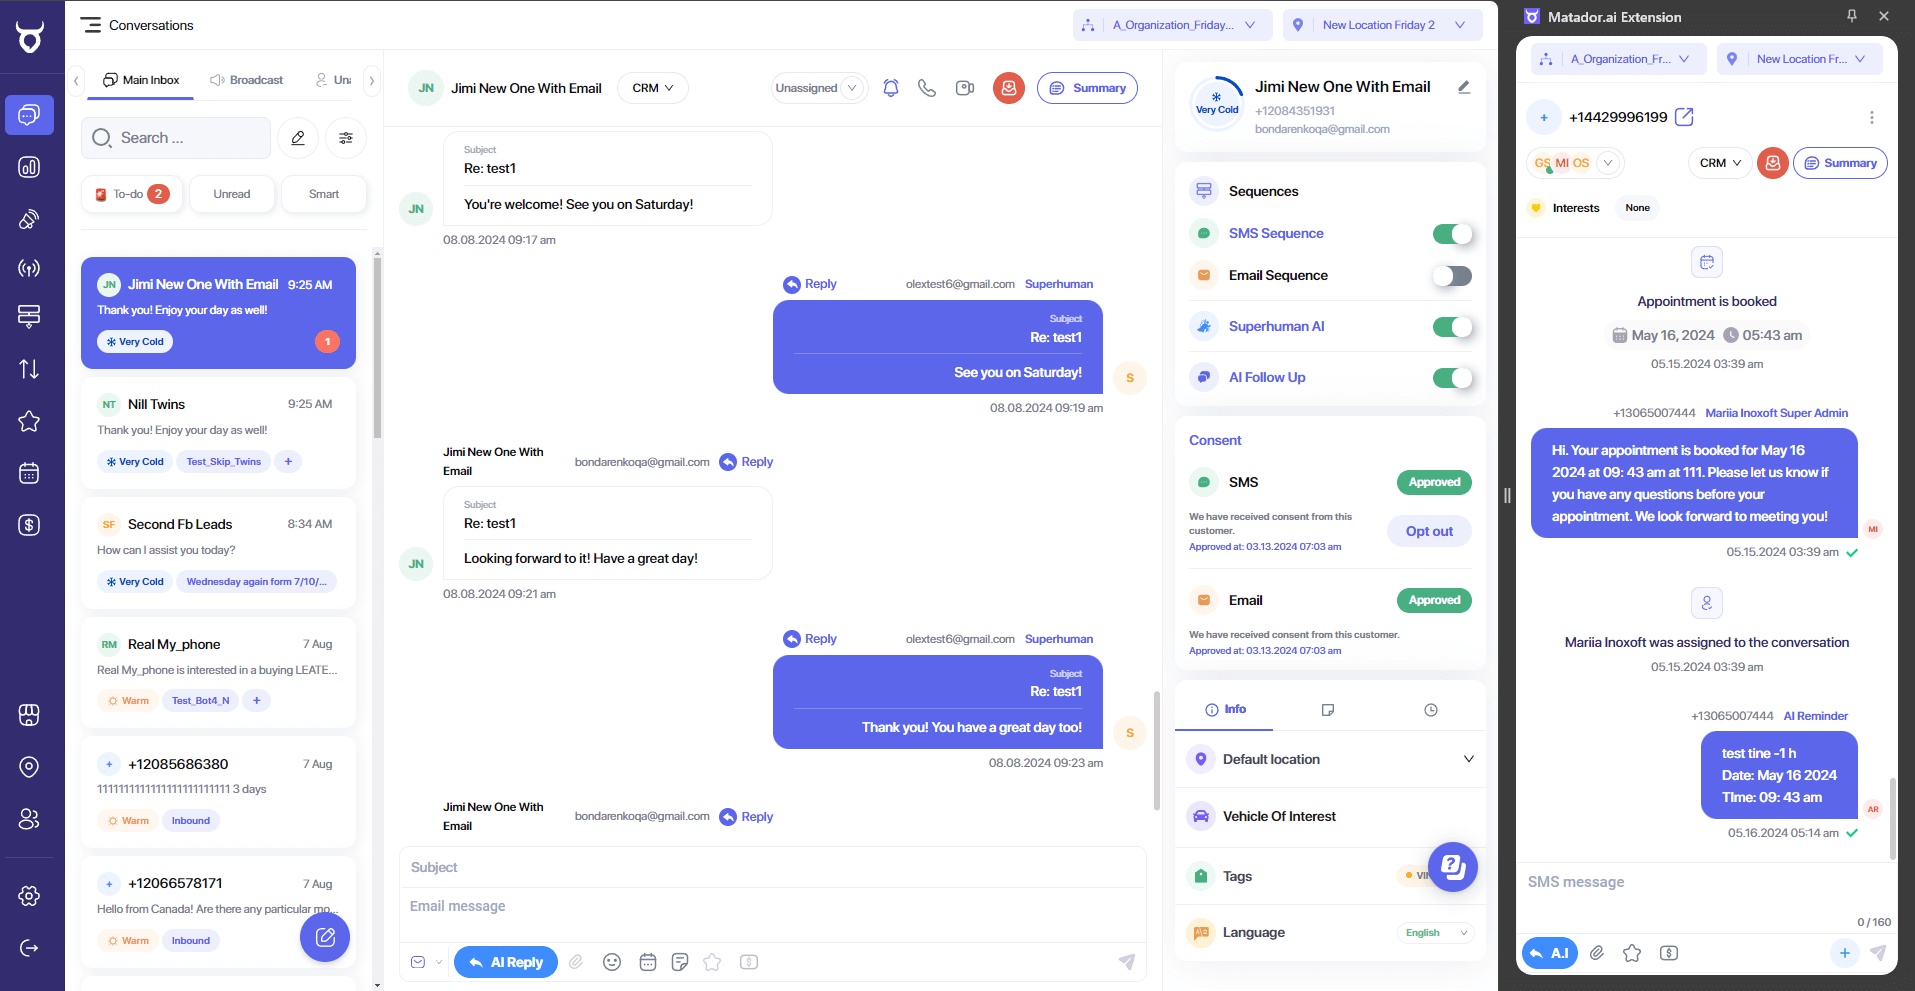 Conversations
A_Organization_Friday...
New Location Friday 2
Main Inbox
Broadcast
Una
Search ...
To-do 2
Unread
Smart
JN
Jimi New One With Email
9:25 AM
Thank you! Enjoy your day as well!
Very Cold
1
NT
Nill Twins
9:25 AM
Thank you! Enjoy your day as well!
Very Cold
Test_Skip_Twins
+
SF
Second Fb Leads
8:34 AM
How can I assist you today?
Very Cold
Wednesday again form 7/10/...
RM
Real My_phone
7 Aug
Real My_phone is interested in a buying LEATE...
Warm
Test_Bot4_N
+
+
+12085686380
7 Aug
Warm
Inbound
+
+12066578171
7 Aug
Hello from Canada! Are there any particular mo...
Warm
Inbound
JN
Jimi New One With Email
CRM
Unassigned
Summary
Subject
Re: test1
You're welcome! See you on Saturday!
JN
08.08.2024 09:17 am
Reply
olextest6@gmail.com
Superhuman
Subject
Re: test1
See you on Saturday!
S
08.08.2024 09:19 am
Jimi New One With
Email
bondarenkoqa@gmail.com
Reply
Subject
Re: test1
Looking forward to it! Have a great day!
JN
08.08.2024 09:21 am
Reply
olextest6@gmail.com
Superhuman
Subject
Re: test1
Thank you! You have a great day too!
S
08.08.2024 09:23 am
Jimi New One With
Email
bondarenkoqa@gmail.com
Reply
Subject
Email message
AI Reply
Very Cold
Jimi New One With Email
+12084351931
bondarenkoqa@gmail.com
Sequences
SMS Sequence
Email Sequence
Superhuman AI
AI Follow Up
Consent
SMS
Approved
We have received consent from this
customer.
Approved at: 03.13.2024 07:03 am
Opt out
Email
Approved
We have received consent from this customer.
Approved at: 03.13.2024 07:03 am
Info
Default location
Vehicle Of Interest
Tags
VIN
Language
English
Matador.ai Extension
A_Organization_Fr...
New Location Fr...
+
+14429996199
GS MI OS
CRM
Summary
Interests
None
Appointment is booked
May 16, 2024
05:43 am
05.15.2024 03:39 am
+13065007444
Mariia Inoxoft Super Admin
Hi. Your appointment is booked for May 16
2024 at 09: 43 am at 111. Please let us know if
you have any questions before your
appointment. We look forward to meeting you!
MI
05.15.2024 03:39 am
Mariia Inoxoft was assigned to the conversation
05.15.2024 03:39 am
+13065007444
AI Reminder
test tine -1 h
Date: May 16 2024
TIme: 09: 43 am
AR
05.16.2024 05:14 am
SMS message
0 / 160
A.I
+